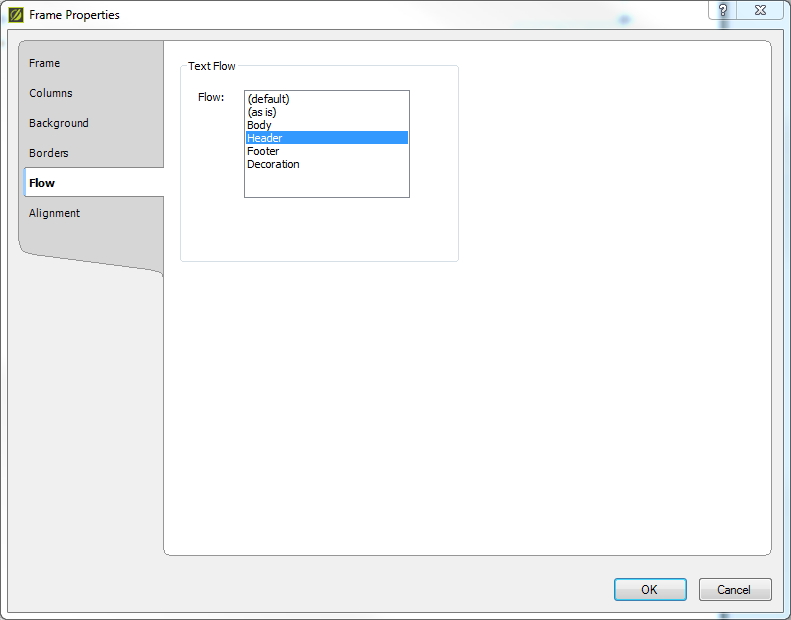 Frame Properties
?
Frame
Columns
Background
Borders
Flow
Alignment
Text Flow
Flow:
(default)
(as is)
Body
Header
Footer
Decoration
OK
Cancel